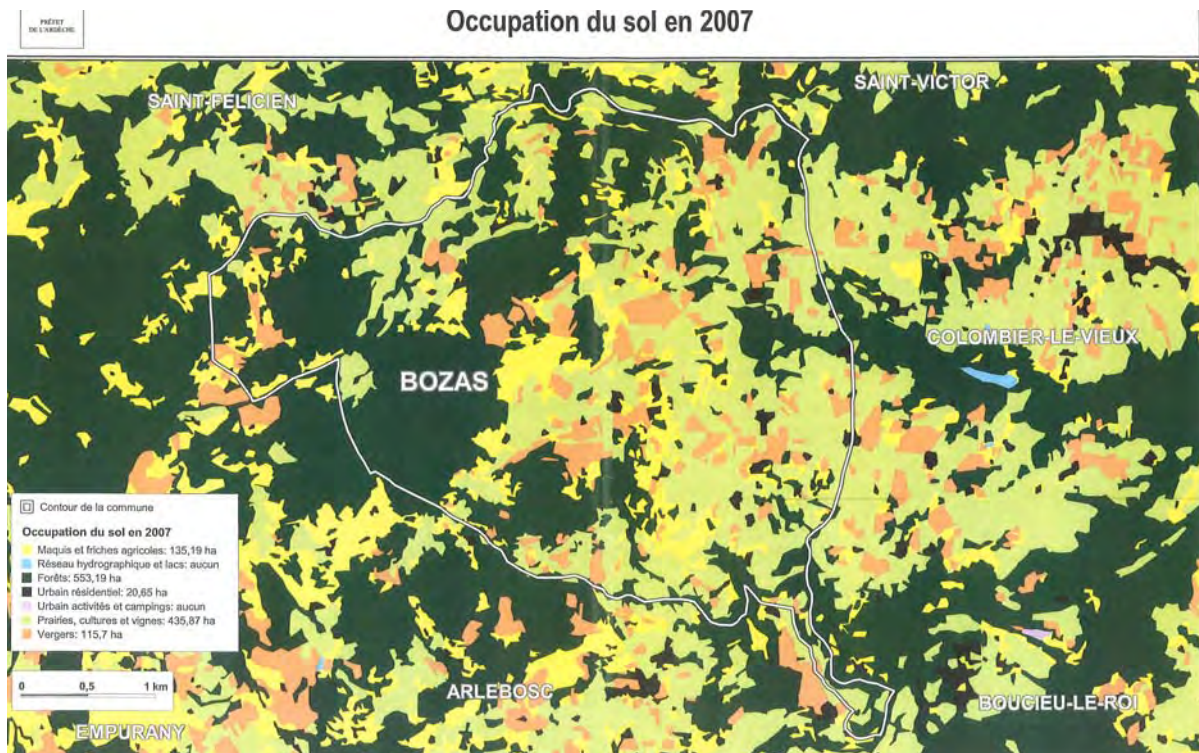 PRÉFET
DE L'ARDÈCHE
Occupation du sol en 2007
SAINT-FELICIEN
SAINT-VICTOR
COLOMBIER-LE-VIEUX
BOZAS
Contour de la commune
Occupation du sol en 2007
Maquis et friches agricoles: 135,19 ha
Réseau hydrographique et lacs: aucun
Forêts: 553,19 ha
Urbain résidentiel: 20,65 ha
Urbain activités et campings: aucun
Prairies, cultures et vignes: 435,87 ha
Vergers: 115,7 ha
0 0,5 1 km
ARLEBOSC
BOUCIEU-LE-ROI
EMPURANY